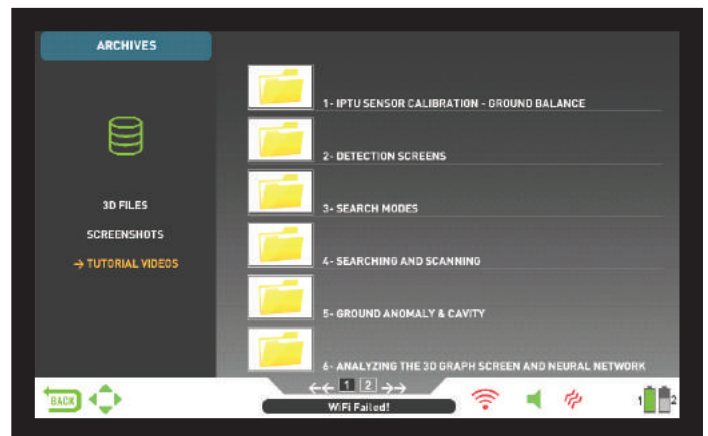 ARCHIVES
3D FILES
SCREENSHOTS
→ TUTORIAL VIDEOS
1- IPTU SENSOR CALIBRATION - GROUND BALANCE
2- DETECTION SCREENS
3- SEARCH MODES
4- SEARCHING AND SCANNING
5- GROUND ANOMALY & CAVITY
6- ANALYZING THE 3D GRAPH SCREEN AND NEURAL NETWORK
BACK
←← 1 2 →→
WiFi Failed!
1 2